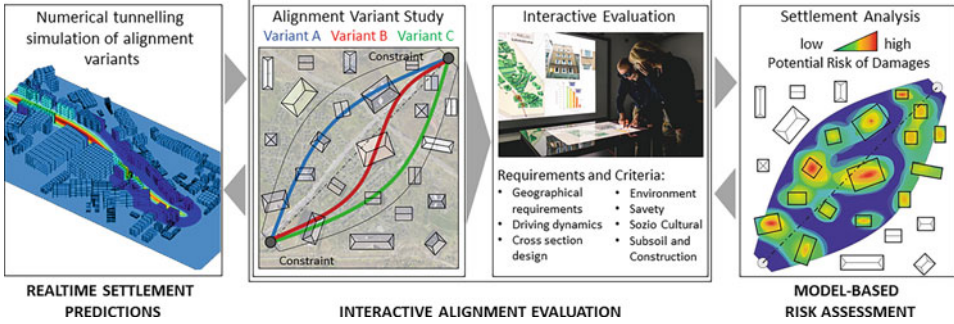 Numerical tunnelling
simulation of alignment
variants
REALTIME SETTLEMENT
PREDICTIONS
Alignment Variant Study
Variant A Variant B Variant C
Constraint
Constraint
Interactive Evaluation
Requirements and Criteria:
• Geographical
requirements
• Driving dynamics
• Cross section
design
• Environment
• Savety
• Sozio Cultural
• Subsoil and
Construction
INTERACTIVE ALIGNMENT EVALUATION
Settlement Analysis
low high
Potential Risk of Damages
MODEL-BASED
RISK ASSESSMENT